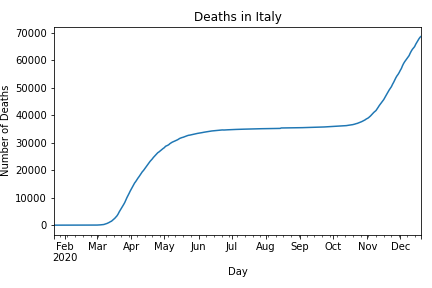 Deaths in Italy
70000
60000
50000
40000
30000
20000
10000
0
Number of Deaths
Feb Mar Apr May Jun Jul Aug Sep Oct Nov Dec
2020
Day